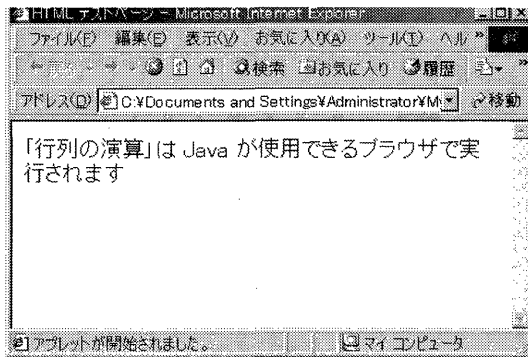 HTML テストページ - Microsoft Internet Explorer
ファイル(F) 編集(E) 表示(V) お気に入り(A) ツール(T) ヘル »
検索 お気に入り 履歴 »
アドレス(D) C:¥Documents and Settings¥Administrator¥M 移動
「行列の演算」は Java が使用できるブラウザで実
行されます
アプレットが開始されました。 マイ コンピュータ